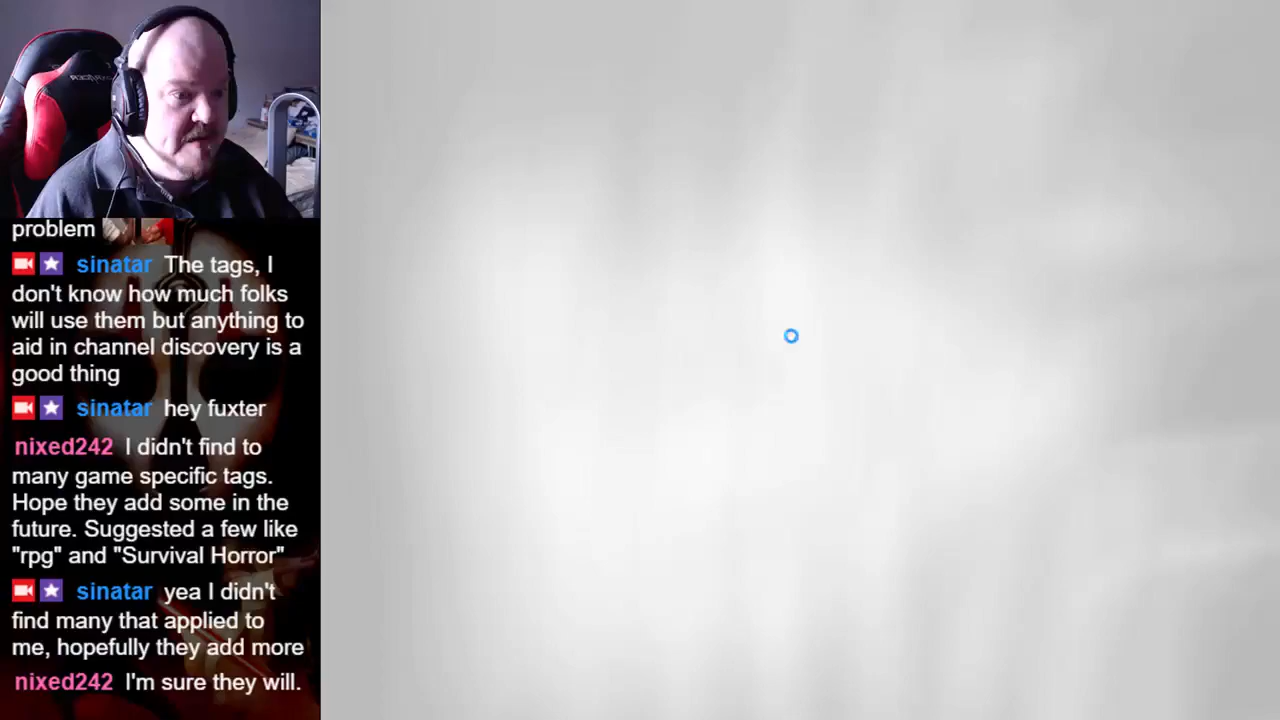 problem
sinatar The tags, I
don't know how much folks
will use them but anything to
aid in channel discovery is a
good thing
sinatar hey fuxter
nixed242 I didn't find to
many game specific tags.
Hope they add some in the
future. Suggested a few like
"rpg" and "Survival Horror"
sinatar yea I didn't
find many that applied to
me, hopefully they add more
nixed242 I'm sure they will.